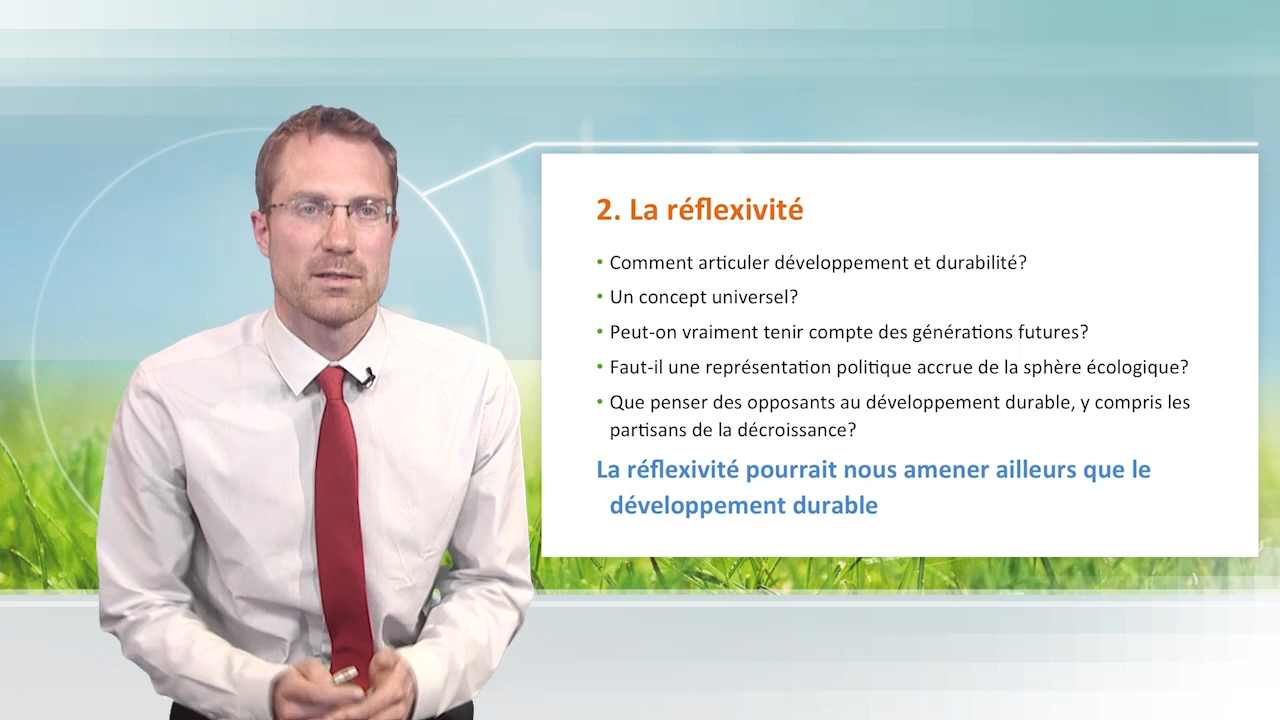 2. La réflexivité
• Comment articuler développement et durabilité?
• Un concept universel?
• Peut-on vraiment tenir compte des générations futures?
• Faut-il une représentation politique accrue de la sphère écologique?
• Que penser des opposants au développement durable, y compris les
partisans de la décroissance?
La réflexivité pourrait nous amener ailleurs que le
développement durable